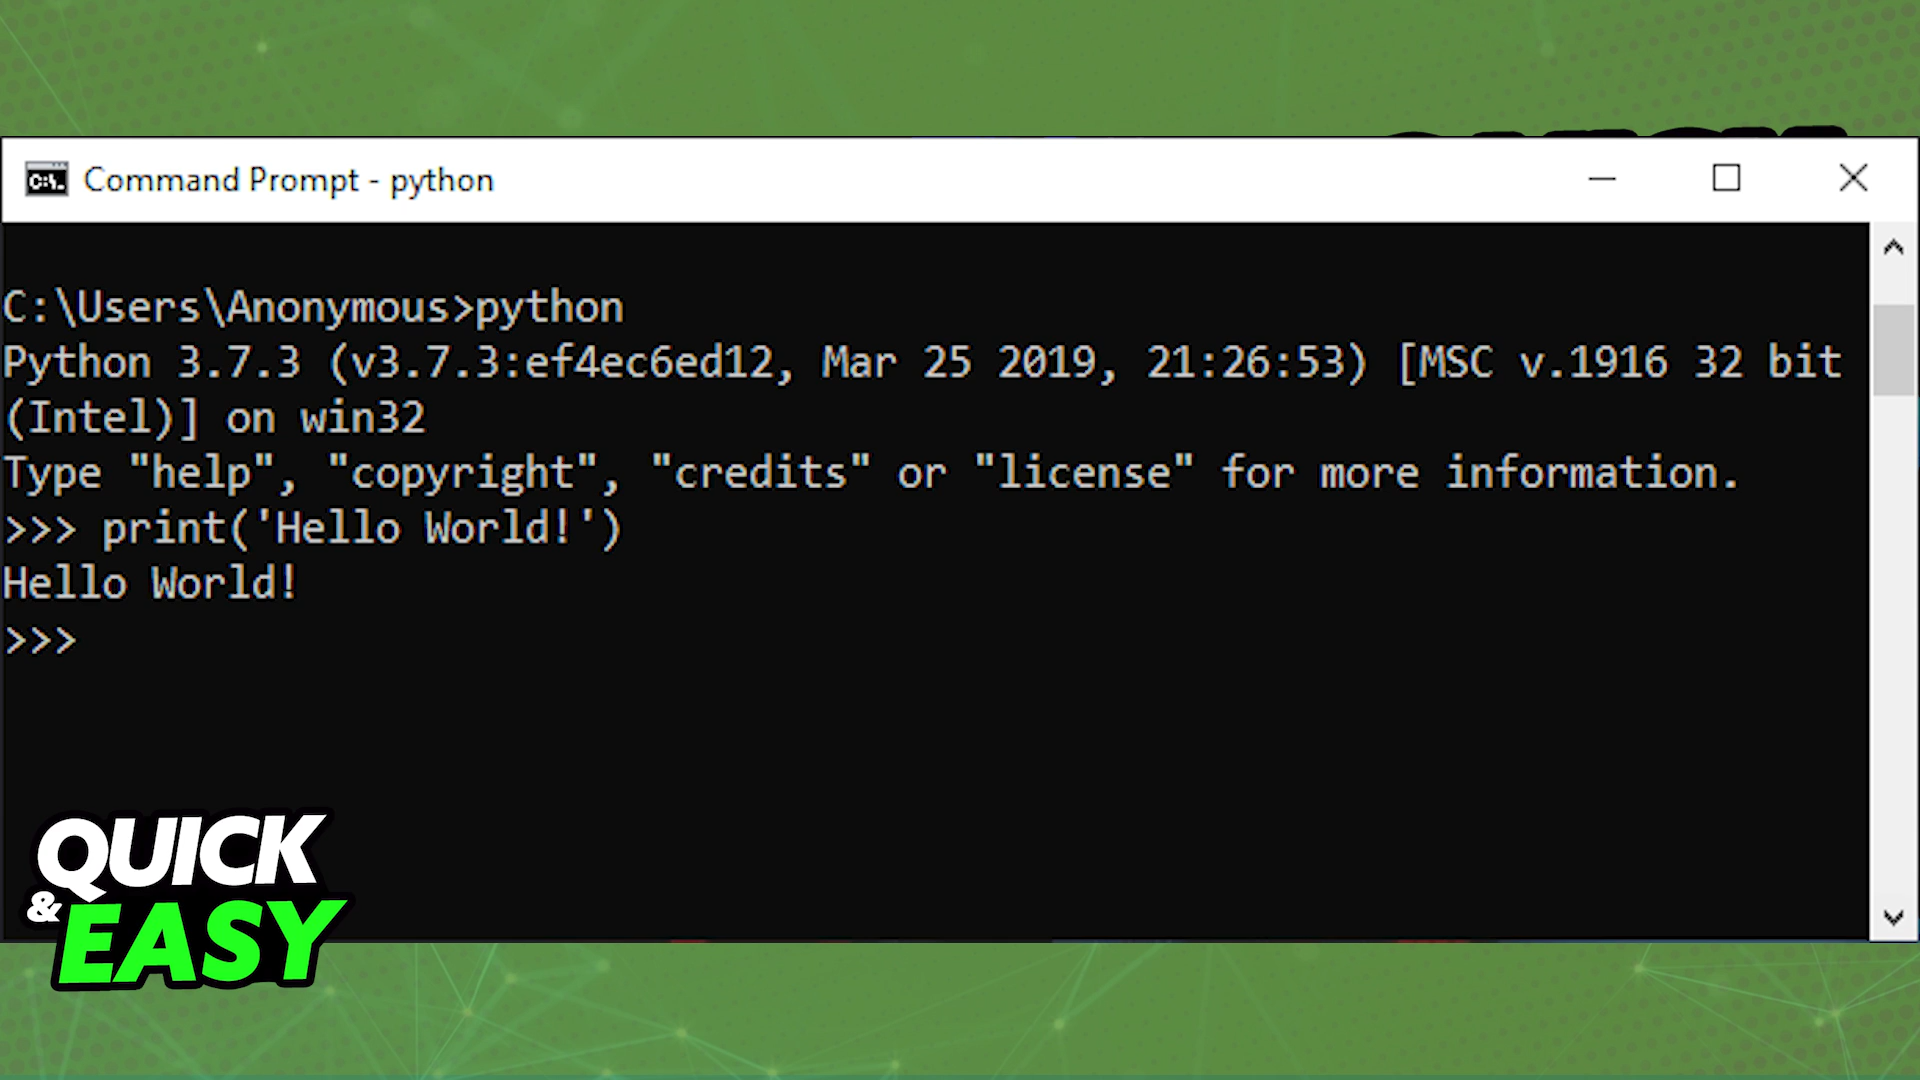 C:\.
Command Prompt - python
C:\Users\Anonymous>python
Python 3.7.3 (v3.7.3:ef4ec6ed12, Mar 25 2019, 21:26:53) [MSC v.1916 32 bit
(Intel)] on win32
Type "help", "copyright", "credits" or "license" for more information.
>>> print('Hello World!')
Hello World!
>>>
QUICK
&EASY